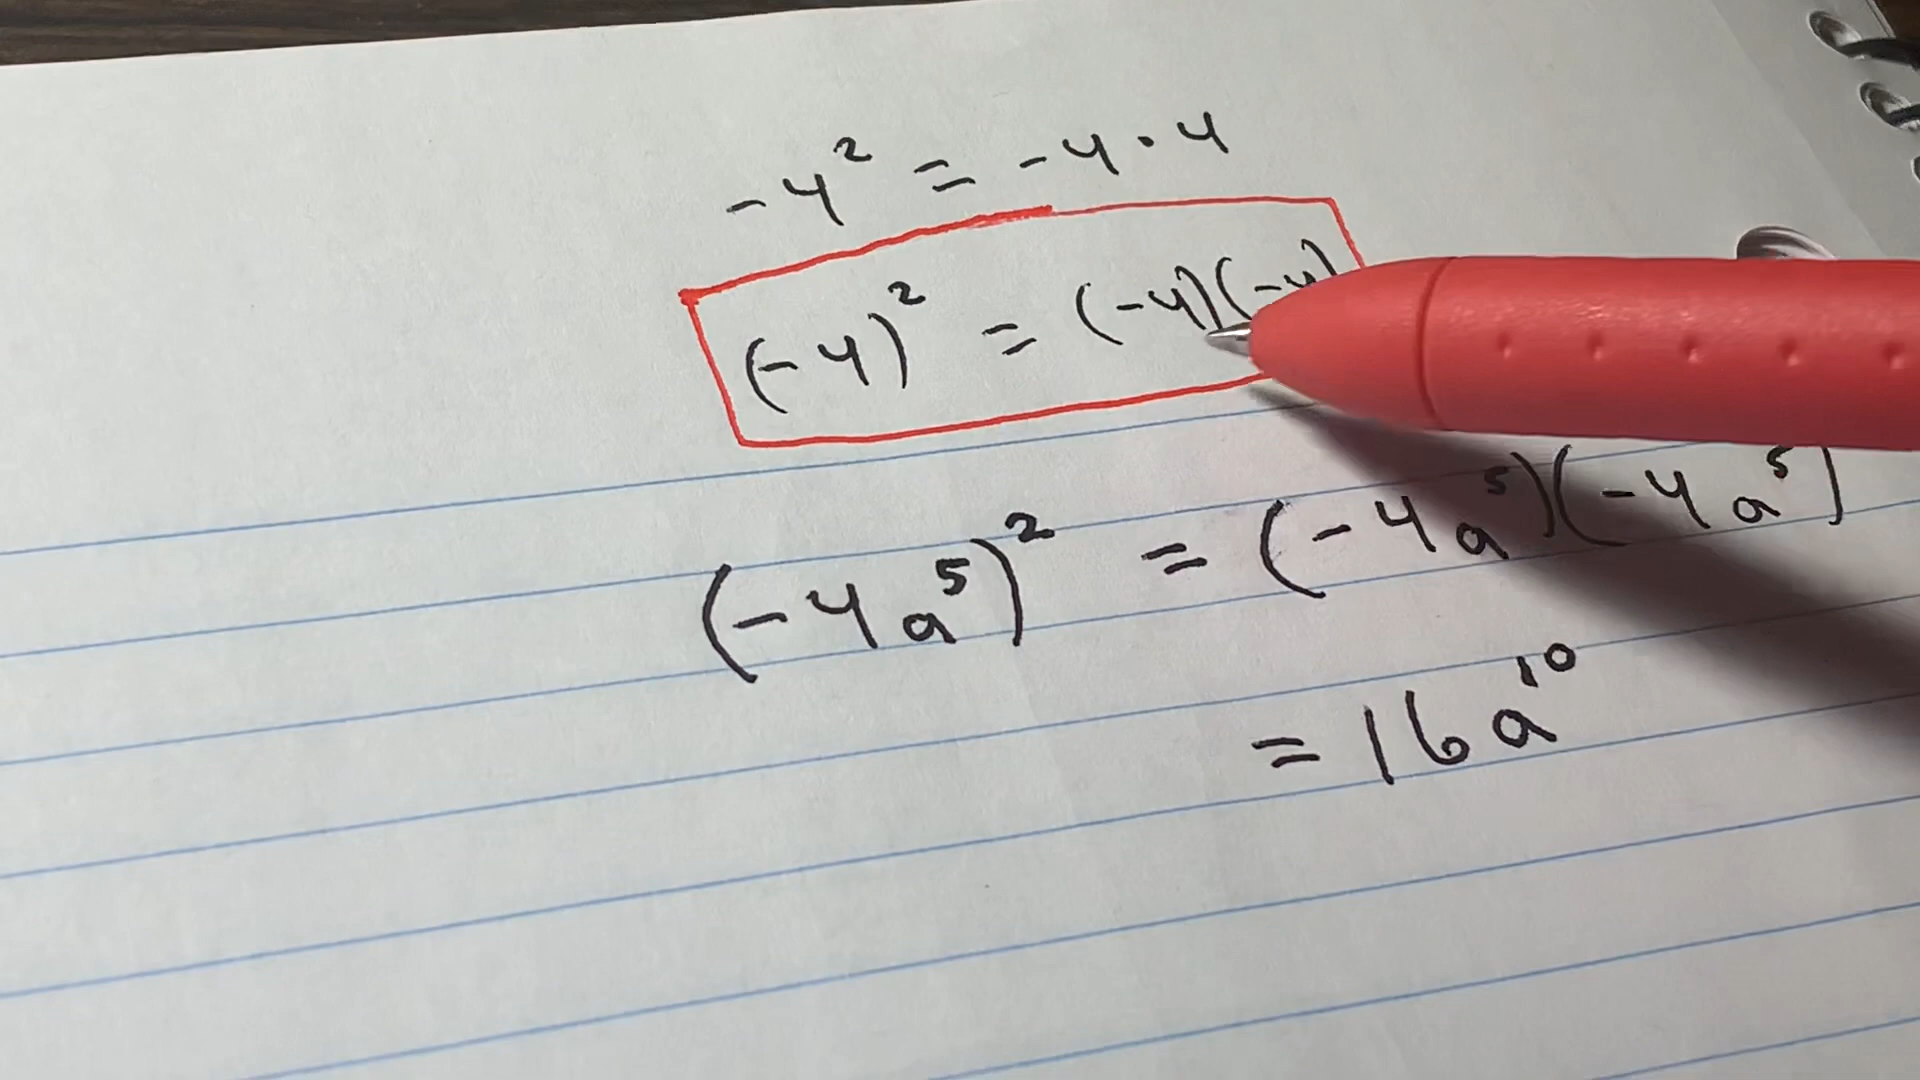 -4² = -4·4
(-4)² = (-4)(-4)
(-4a⁵)² = (-4a⁵)(-4a⁵)
= 16a¹⁰